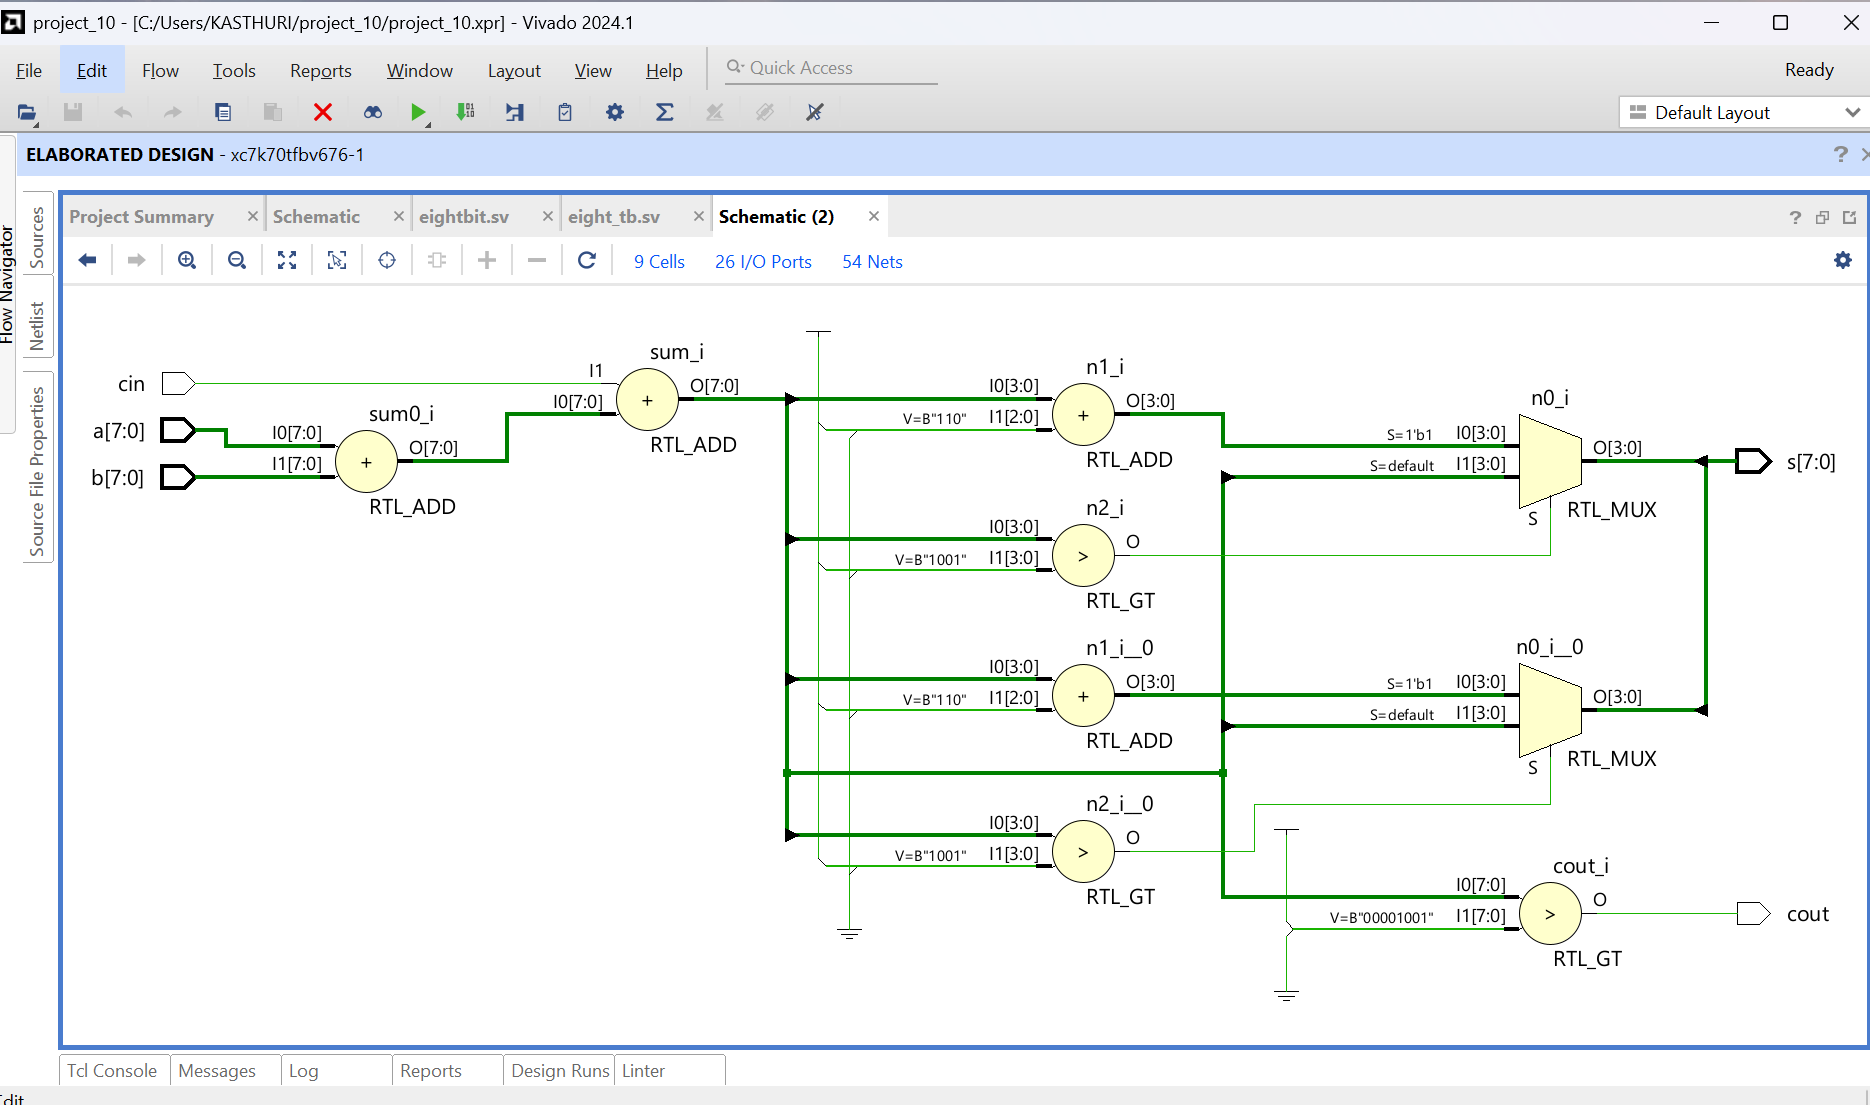 project_10 - [C:/Users/KASTHURI/project_10/project_10.xpr] - Vivado 2024.1
File Edit Flow Tools Reports Window Layout View Help Quick Access Ready
Default Layout
ELABORATED DESIGN - xc7k70tfbv676-1
Flow Navigator
Sources
Netlist
Source File Properties
Project Summary Schematic eightbit.sv eight_tb.sv Schematic (2)
9 Cells 26 I/O Ports 54 Nets
cin
a[7:0]
b[7:0]
sum0_i
I0[7:0]
I1[7:0]
+
O[7:0]
RTL_ADD
sum_i
I1
I0[7:0]
+
O[7:0]
RTL_ADD
n1_i
I0[3:0]
V=B"110" I1[2:0]
+
O[3:0]
RTL_ADD
n2_i
I0[3:0]
V=B"1001" I1[3:0]
>
O
RTL_GT
n1_i__0
I0[3:0]
V=B"110" I1[2:0]
+
O[3:0]
RTL_ADD
n2_i__0
I0[3:0]
V=B"1001" I1[3:0]
>
O
RTL_GT
n0_i
S=1'b1 I0[3:0]
S=default I1[3:0]
O[3:0]
S
RTL_MUX
s[7:0]
n0_i__0
S=1'b1 I0[3:0]
S=default I1[3:0]
O[3:0]
S
RTL_MUX
cout_i
I0[7:0]
V=B"00001001" I1[7:0]
>
O
RTL_GT
cout
Tcl Console Messages Log Reports Design Runs Linter